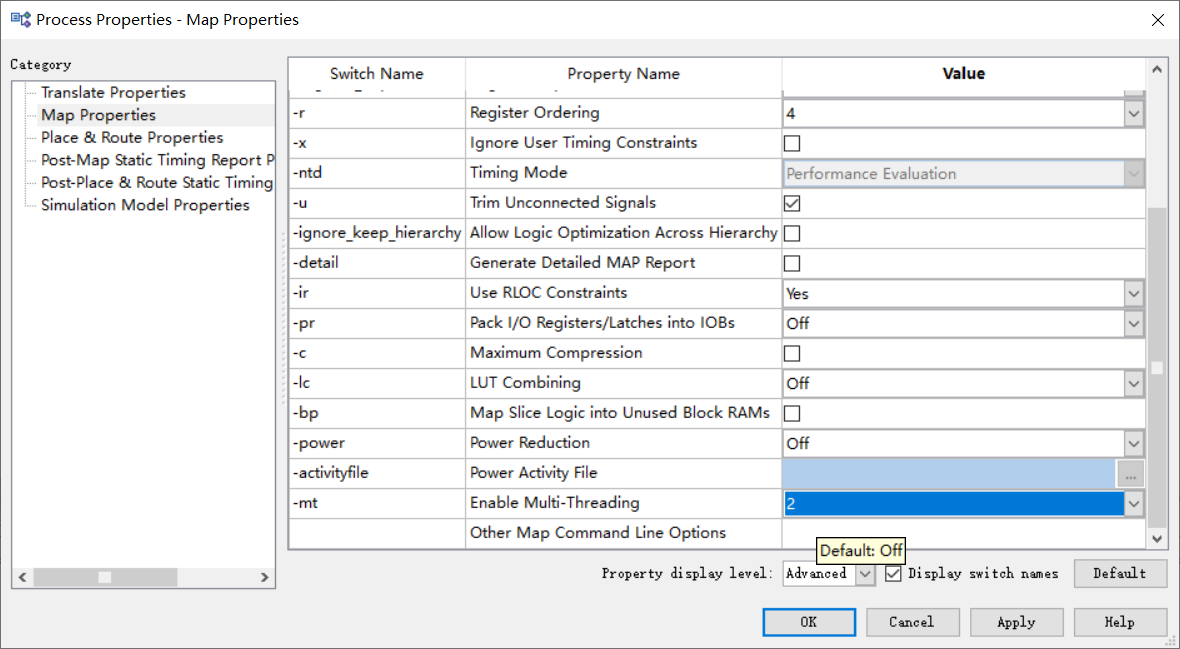 Process Properties - Map Properties
Category
Translate Properties
Map Properties
Place & Route Properties
Post-Map Static Timing Report P
Post-Place & Route Static Timing
Simulation Model Properties
Switch Name Property Name Value
-r Register Ordering 4
-x Ignore User Timing Constraints
-ntd Timing Mode Performance Evaluation
-u Trim Unconnected Signals
-ignore_keep_hierarchy Allow Logic Optimization Across Hierarchy
-detail Generate Detailed MAP Report
-ir Use RLOC Constraints Yes
-pr Pack I/O Registers/Latches into IOBs Off
-c Maximum Compression
-lc LUT Combining Off
-bp Map Slice Logic into Unused Block RAMs
-power Power Reduction Off
-activityfile Power Activity File ...
-mt Enable Multi-Threading 2
Other Map Command Line Options
Default: Off
Property display level: Advanced Display switch names Default
OK Cancel Apply Help